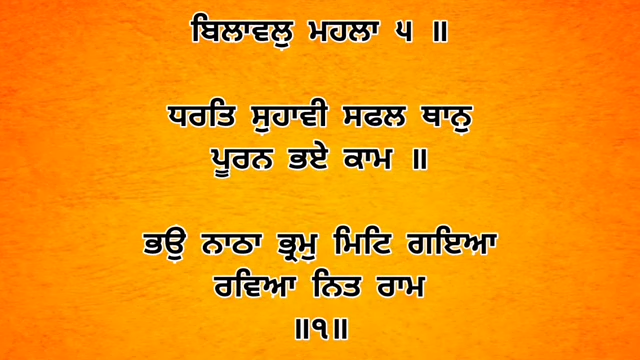 ਬਿਲਾਵਲੁ ਮਹਲਾ ੫ ॥
ਧਰਤਿ ਸੁਹਾਵੀ ਸਫਲ ਥਾਨੁ
ਪੂਰਨ ਭਏ ਕਾਮ ॥
ਭਉ ਨਾਠਾ ਭ੍ਰਮੁ ਮਿਟਿ ਗਇਆ
ਰਵਿਆ ਨਿਤ ਰਾਮ
॥੧॥